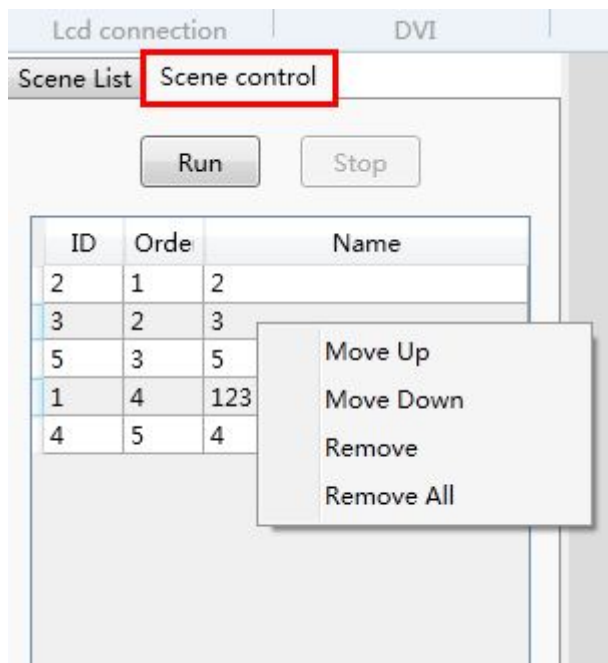 Lcd connection DVI
Scene List Scene control
Run Stop
ID Orde Name
2 1 2
3 2 3
5 3 5
1 4 123
4 5 4
Move Up
Move Down
Remove
Remove All